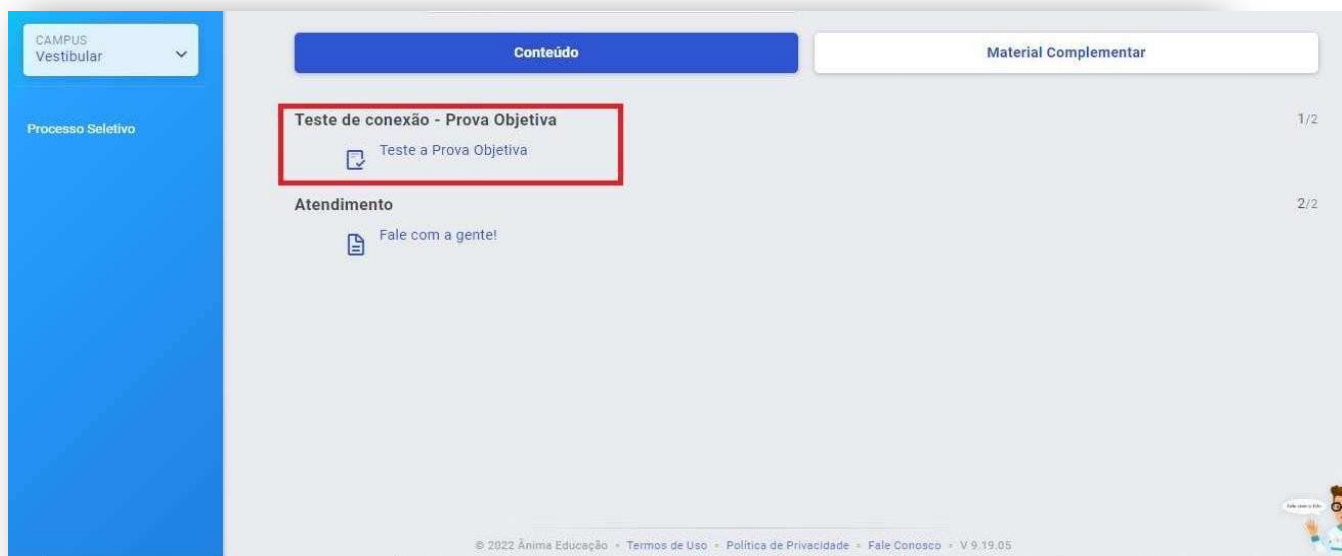 CAMPUS
Vestibular
Processo Seletivo
Conteúdo
Material Complementar
Teste de conexão - Prova Objetiva
1/2
Teste a Prova Objetiva
Atendimento
2/2
Fale com a gente!
© 2022 Ânima Educação • Termos de Uso • Política de Privacidade • Fale Conosco • V 9.19.05